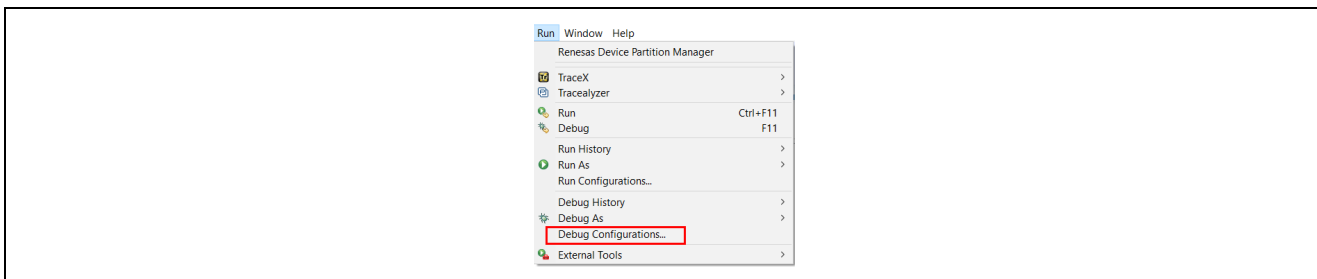 Run Window Help
Renesas Device Partition Manager
TraceX
Tracealyzer
Run Ctrl+F11
Debug F11
Run History
Run As
Run Configurations...
Debug History
Debug As
Debug Configurations...
External Tools